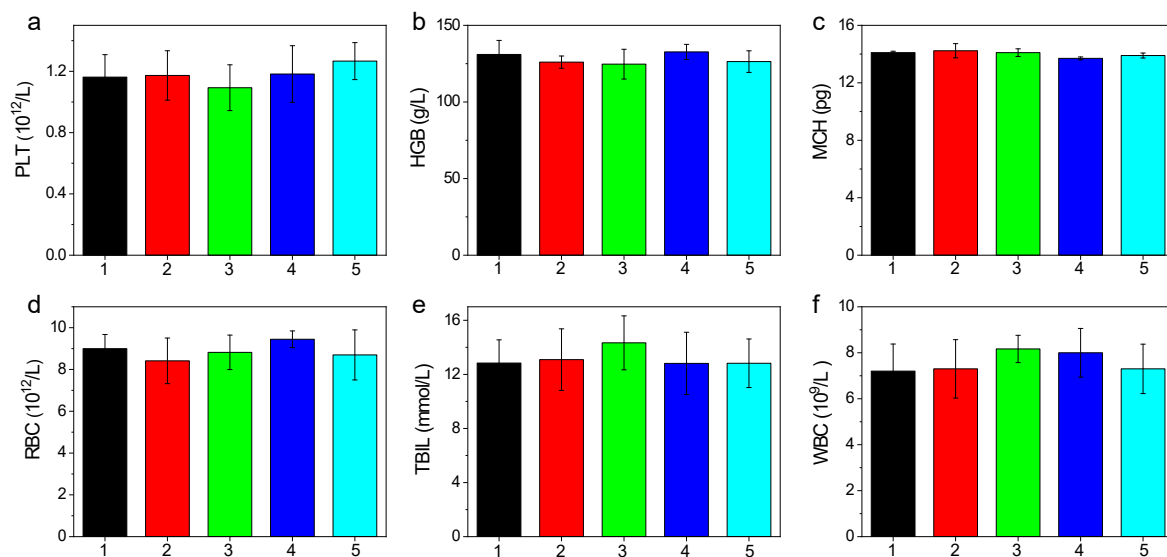 a
PLT (10¹²/L)
1.6
1.2
0.8
0.4
0.0
1 2 3 4 5
b
HGB (g/L)
150
100
50
0
1 2 3 4 5
c
MCH (pg)
16
12
8
4
0
1 2 3 4 5
d
RBC (10¹²/L)
10
8
6
4
2
0
1 2 3 4 5
e
TBIL (mmol/L)
16
12
8
4
0
1 2 3 4 5
f
WBC (10⁹/L )
10
8
6
4
2
0
1 2 3 4 5